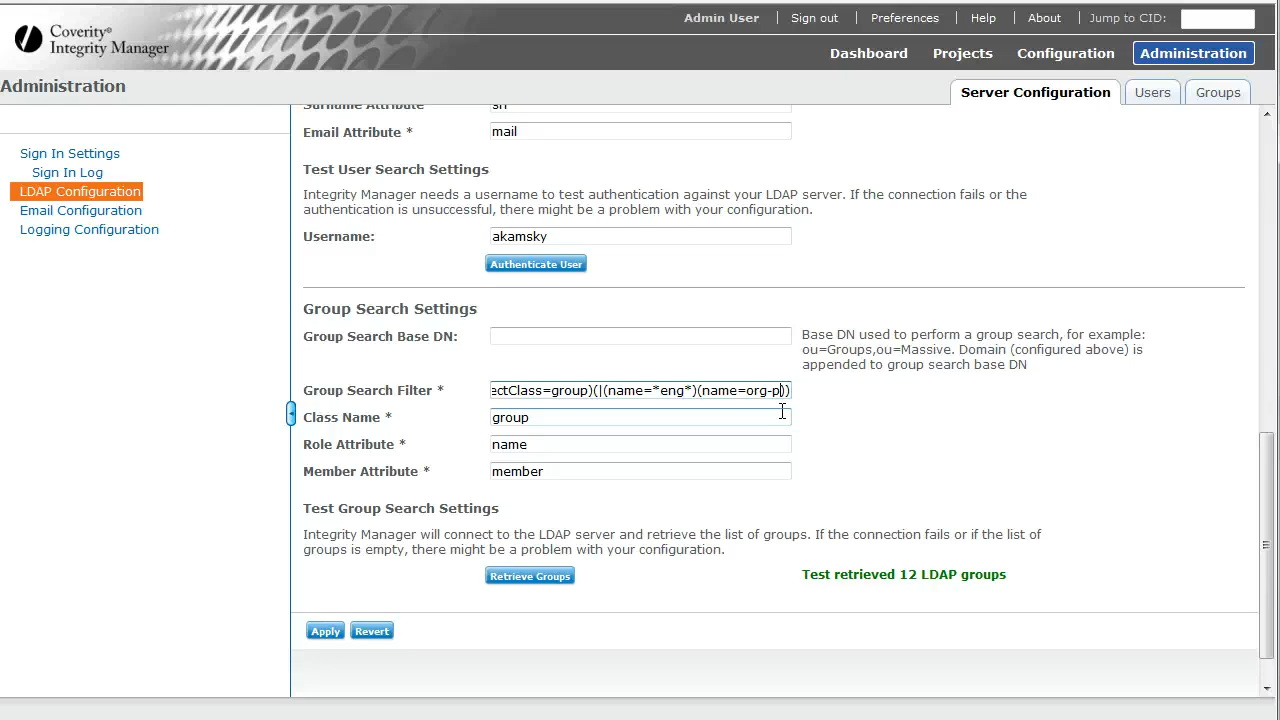 Admin User Sign out Preferences Help About Jump to CID:
Coverity®
Integrity Manager
Dashboard Projects Configuration Administration
Administration
Server Configuration Users Groups
Sign In Settings
Sign In Log
LDAP Configuration
Email Configuration
Logging Configuration
Surname Attribute sn
Email Attribute * mail
Test User Search Settings
Integrity Manager needs a username to test authentication against your LDAP server. If the connection fails or the
authentication is unsuccessful, there might be a problem with your configuration.
Username: akamsky
Authenticate User
Group Search Settings
Group Search Base DN:
Base DN used to perform a group search, for example:
ou=Groups,ou=Massive. Domain (configured above) is
appended to group search base DN
Group Search Filter * ectClass=group)(|(name=*eng*)(name=org-p))
Class Name * group
Role Attribute * name
Member Attribute * member
Test Group Search Settings
Integrity Manager will connect to the LDAP server and retrieve the list of groups. If the connection fails or if the list of
groups is empty, there might be a problem with your configuration.
Retrieve Groups Test retrieved 12 LDAP groups
Apply Revert